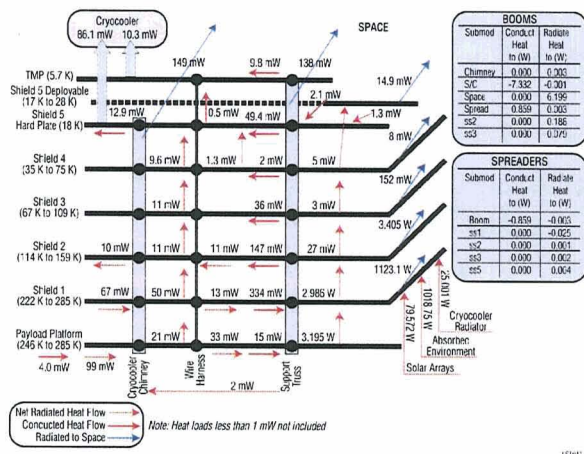 Cryocooler
86.1 mW 10.3 mW
SPACE
149 mW 9.8 mW 138 mW
TMP (5.7 K)
Shield 5 Deployable
(17 K to 28 K)
14.9 mW
2.1 mW
12.9 mW 0.5 mW 49.4 mW 1.3 mW
Shield 5
Hard Plate (18 K)
8 mW
Shield 4
(35 K to 75 K)
9.6 mW 1.3 mW 2 mW 5 mW
152 mW
Shield 3
(67 K to 109 K)
11 mW 36 mW 3 mW
3.405 W
Shield 2
(114 K to 159 K)
10 mW 11 mW 11 mW 147 mW 27 mW
1123.1 W
Shield 1
(222 K to 285 K)
67 mW 50 mW 13 mW 334 mW 2.986 W
Payload Platform
(246 K to 285 K)
21 mW 33 mW 15 mW 3.195 W
4.0 mW 99 mW
Cryocooler
Chimney
Wire
Harness
Support
Truss
2 mW
79.572 W
1018.75 W
25.001 W
Cryocooler
Radiator
Absorbed
Environment
Solar Arrays
Net Radiated Heat Flow
Conducted Heat Flow
Radiated to Space
Note: Heat loads less than 1 mW not included
BOOMS
Submod Conduct Heat to (W) Radiate Heat to (W)
Chimney 0.000 0.003
S/C -7.332 -0.001
Space 0.000 6.199
Spread 0.859 0.003
ss2 0.000 0.186
ss3 0.000 0.079
SPREADERS
Submod Conduct Heat to (W) Radiate Heat to (W)
Boom -0.859 -0.003
ss1 0.000 -0.025
ss2 0.000 0.001
ss3 0.000 0.002
ss5 0.000 0.004